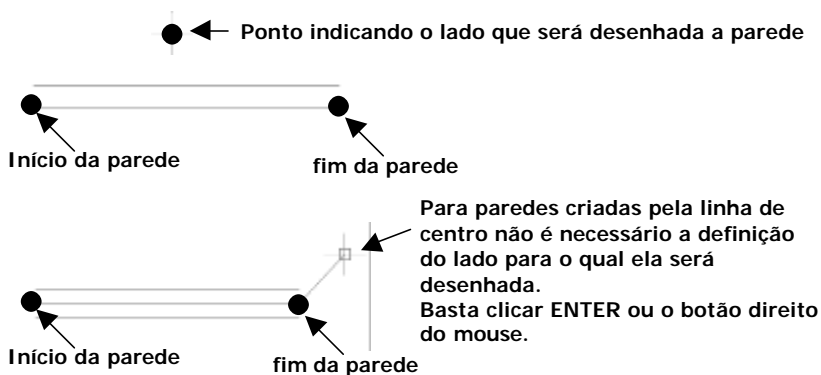 Ponto indicando o lado que será desenhada a parede
Início da parede
fim da parede
Para paredes criadas pela linha de
centro não é necessário a definição
do lado para o qual ela será
desenhada.
Basta clicar ENTER ou o botão direito
do mouse.
Início da parede
fim da parede